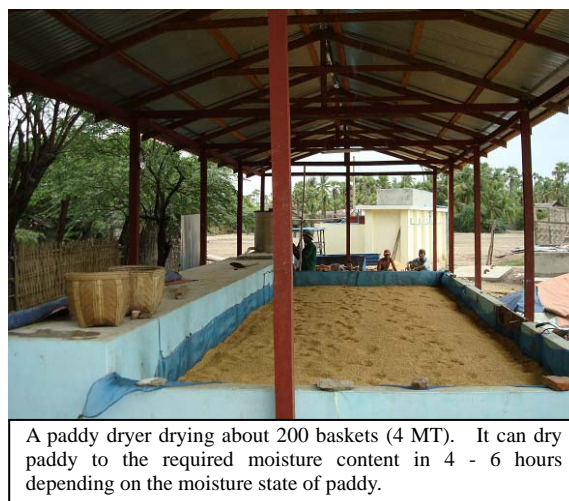 A paddy dryer drying about 200 baskets (4 MT). It can dry
paddy to the required moisture content in 4 - 6 hours
depending on the moisture state of paddy.